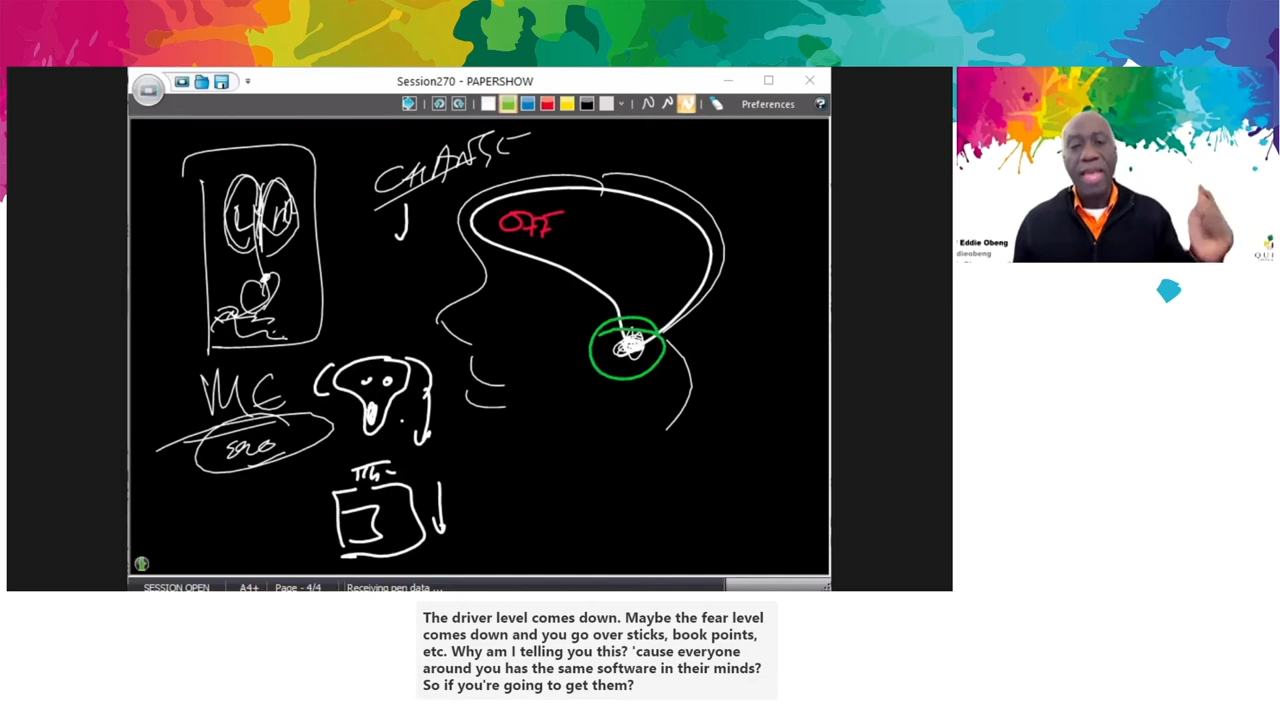 Session270 - PAPERSHOW
Preferences
CHANGE
OFF
L R
ME
Eddie Obeng
dieobeng
QUI
SESSION OPEN A4+ Page - 4/4 Receiving pen data ...
The driver level comes down. Maybe the fear level
comes down and you go over sticks, book points,
etc. Why am I telling you this? 'cause everyone
around you has the same software in their minds?
So if you're going to get them?